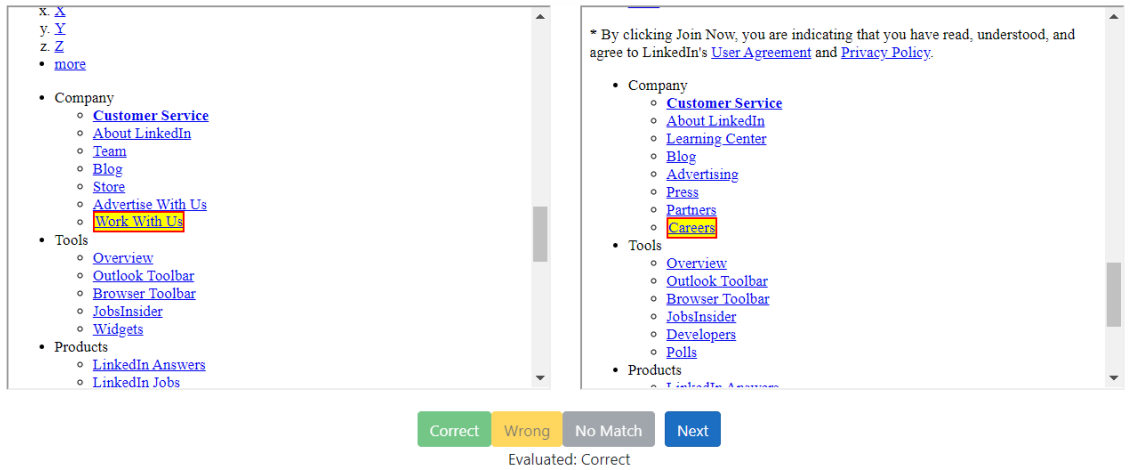 x. X
y. Y
z. Z
• more
• Company
Customer Service
About LinkedIn
Team
Blog
Store
Advertise With Us
Work With Us
• Tools
Overview
Outlook Toolbar
Browser Toolbar
JobsInsider
Widgets
• Products
LinkedIn Answers
LinkedIn Jobs
* By clicking Join Now, you are indicating that you have read, understood, and
agree to LinkedIn's User Agreement and Privacy Policy.
• Company
Customer Service
About LinkedIn
Learning Center
Blog
Advertising
Press
Partners
Careers
• Tools
Overview
Outlook Toolbar
Browser Toolbar
JobsInsider
Developers
Polls
• Products
LinkedIn Answers
Correct Wrong No Match Next
Evaluated: Correct